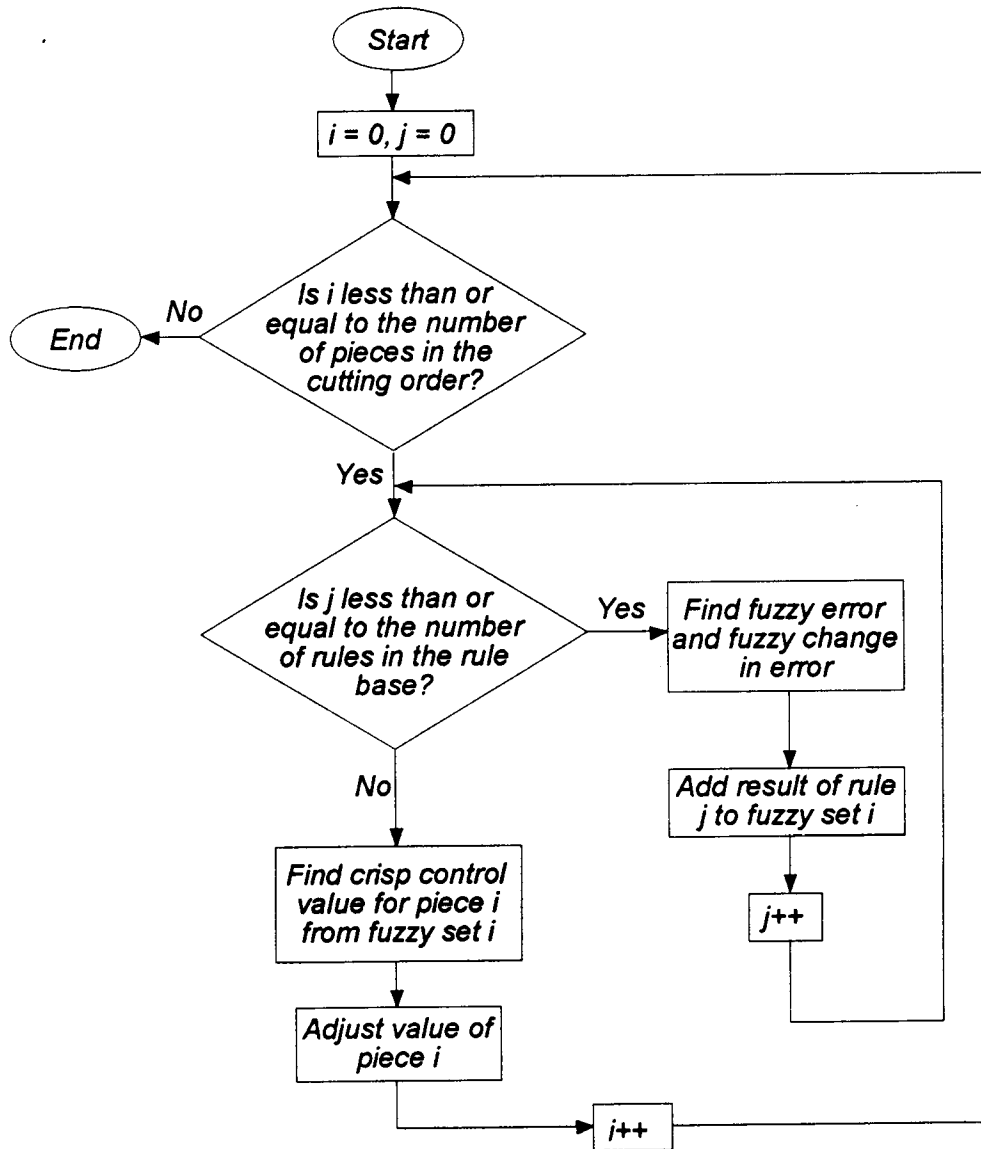 Start
i = 0, j = 0
Is i less than or
equal to the number
of pieces in the
cutting order?
No
End
Yes
Is j less than or
equal to the number
of rules in the rule
base?
Yes
Find fuzzy error
and fuzzy change
in error
No
Add result of rule
j to fuzzy set i
Find crisp control
value for piece i
from fuzzy set i
j++
Adjust value of
piece i
i++